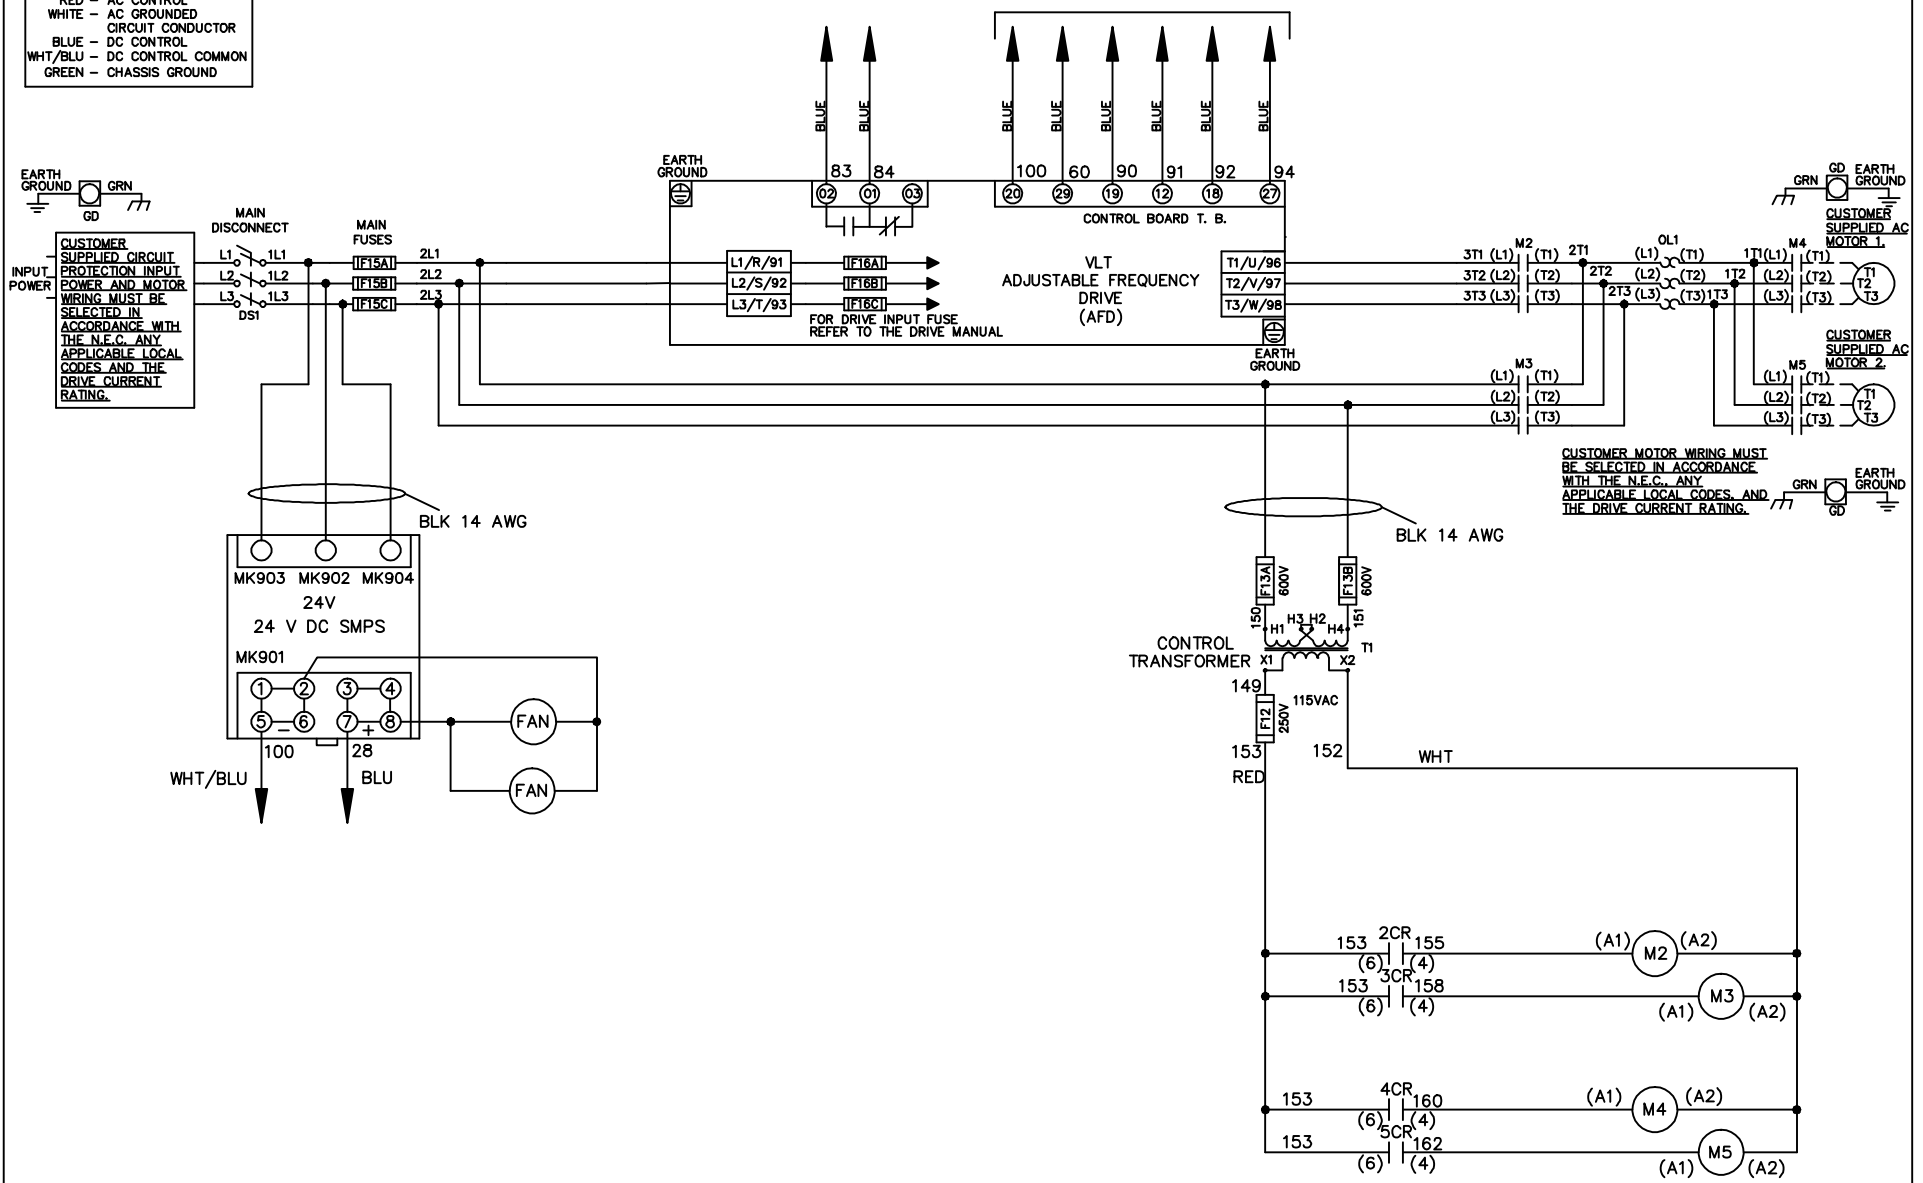 RED – AC CONTROL
WHITE – AC GROUNDED
CIRCUIT CONDUCTOR
BLUE – DC CONTROL
WHT/BLU – DC CONTROL COMMON
GREEN – CHASSIS GROUND
BLUE
BLUE
BLUE
BLUE
BLUE
BLUE
BLUE
BLUE
EARTH
GROUND
83
84
100
60
90
91
92
94
02
01
03
20
29
19
12
18
27
CONTROL BOARD T. B.
EARTH
GROUND
GRN
GD
MAIN
DISCONNECT
MAIN
FUSES
INPUT
POWER
CUSTOMER
SUPPLIED CIRCUIT
PROTECTION INPUT
POWER AND MOTOR
WIRING MUST BE
SELECTED IN
ACCORDANCE WITH
THE N.E.C. ANY
APPLICABLE LOCAL
CODES AND THE
DRIVE CURRENT
RATING.
L1
1L1
F15A
2L1
L2
1L2
F15B
2L2
L3
1L3
F15C
2L3
DS1
L1/R/91
L2/S/92
L3/T/93
F16A
F16B
F16C
FOR DRIVE INPUT FUSE
REFER TO THE DRIVE MANUAL
VLT
ADJUSTABLE FREQUENCY
DRIVE
(AFD)
T1/U/96
T2/V/97
T3/W/98
EARTH
GROUND
M2
3T1 (L1) (T1) 2T1
3T2 (L2) (T2) 2T2
3T3 (L3) (T3) 2T3
OL1
(L1) (T1) 1T1
(L2) (T2) 1T2
(L3) (T3) 1T3
M4
(L1) (T1)
(L2) (T2)
(L3) (T3)
T1
T2
T3
GD
GRN
EARTH
GROUND
CUSTOMER
SUPPLIED AC
MOTOR 1.
CUSTOMER
SUPPLIED AC
MOTOR 2.
M3
(L1) (T1)
(L2) (T2)
(L3) (T3)
M5
(L1) (T1)
(L2) (T2)
(L3) (T3)
T1
T2
T3
CUSTOMER MOTOR WIRING MUST
BE SELECTED IN ACCORDANCE
WITH THE N.E.C., ANY
APPLICABLE LOCAL CODES, AND
THE DRIVE CURRENT RATING.
GRN
EARTH
GROUND
GD
BLK 14 AWG
MK903 MK902 MK904
24V
24 V DC SMPS
MK901
1 2 3 4
5 6 7 8
– +
100
28
WHT/BLU
BLU
FAN
FAN
BLK 14 AWG
F13A
600V
F13B
600V
150
151
H1 H3 H2 H4
T1
CONTROL
TRANSFORMER
X1 X2
149
115VAC
F12
250V
153
RED
152
WHT
2CR
153 155
(6) (4)
(A1) M2 (A2)
3CR
153 158
(6) (4)
(A1) M3 (A2)
4CR
153 160
(6) (4)
(A1) M4 (A2)
5CR
153 162
(6) (4)
(A1) M5 (A2)